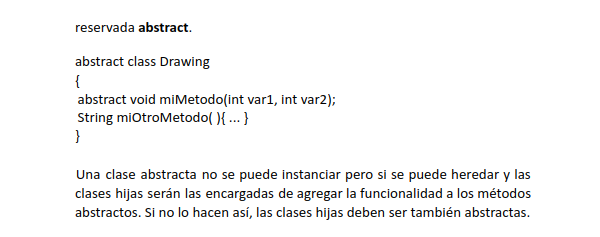 reservada abstract.
abstract class Drawing
{
abstract void miMetodo(int var1, int var2);
String miOtroMetodo( ){ ... }
}
Una clase abstracta no se puede instanciar pero si se puede heredar y las
clases hijas serán las encargadas de agregar la funcionalidad a los métodos
abstractos. Si no lo hacen así, las clases hijas deben ser también abstractas.